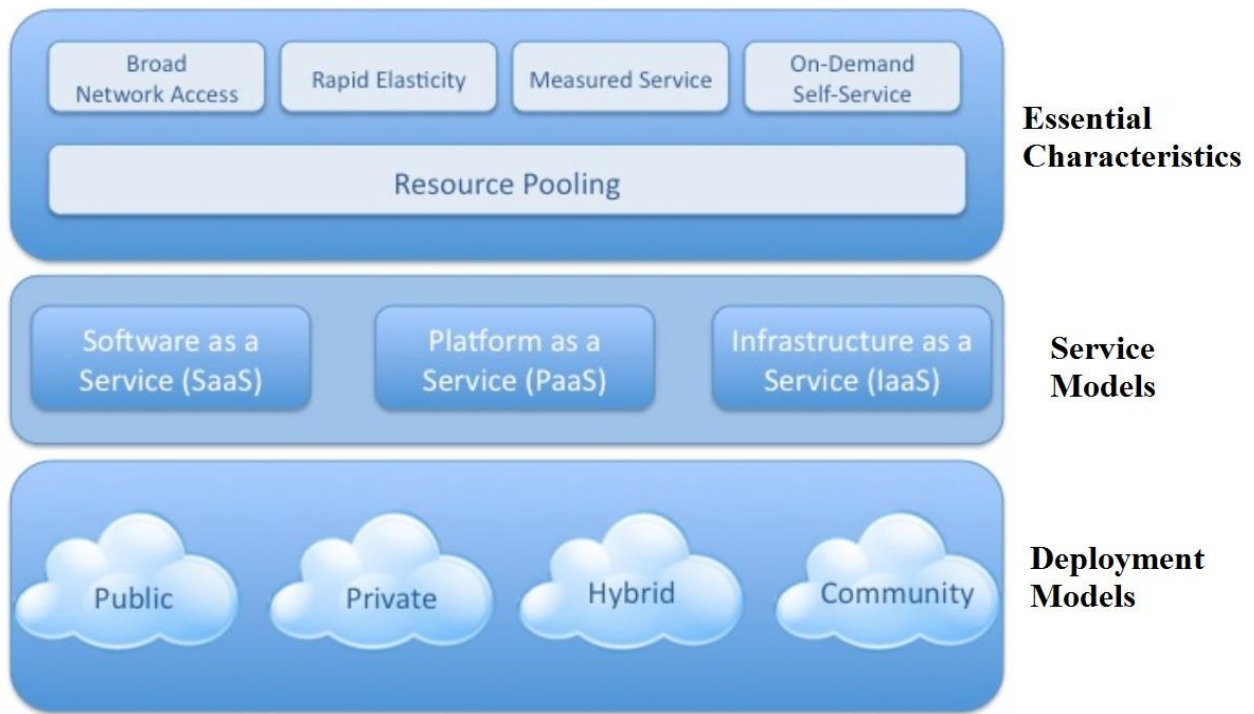 Broad
Network Access
Rapid Elasticity
Measured Service
On-Demand
Self-Service
Resource Pooling
Essential
Characteristics
Software as a
Service (SaaS)
Platform as a
Service (PaaS)
Infrastructure as a
Service (IaaS)
Service
Models
Public
Private
Hybrid
Community
Deployment
Models